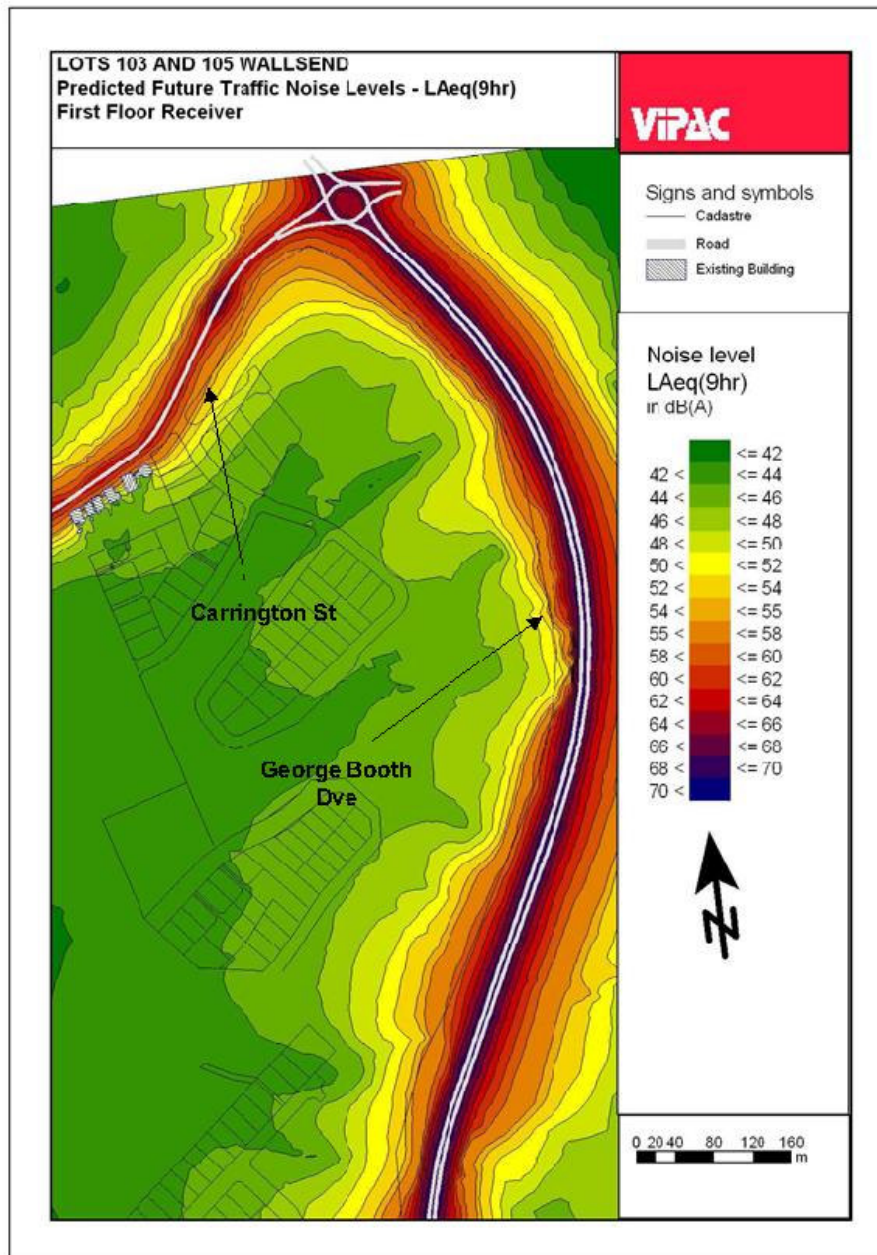 LOTS 103 AND 105 WALLSEND
Predicted Future Traffic Noise Levels - LAeq(9hr)
First Floor Receiver
VIPAC
Signs and symbols
Cadastre
Road
Existing Building
Noise level
LAeq(9hr)
in dB(A)
<= 42
42 < <= 44
44 < <= 46
46 < <= 48
48 < <= 50
50 < <= 52
52 < <= 54
54 < <= 55
55 < <= 58
58 < <= 60
60 < <= 62
62 < <= 64
64 < <= 66
66 < <= 68
68 < <= 70
70 <
Carrington St
George Booth
Dve
N
0 20 40 80 120 160
m